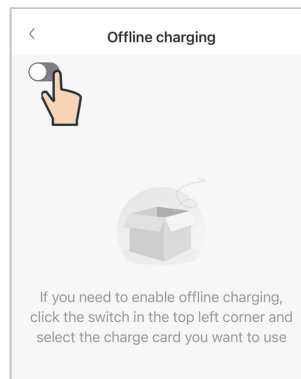 Offline charging
If you need to enable offline charging,
click the switch in the top left corner and
select the charge card you want to use